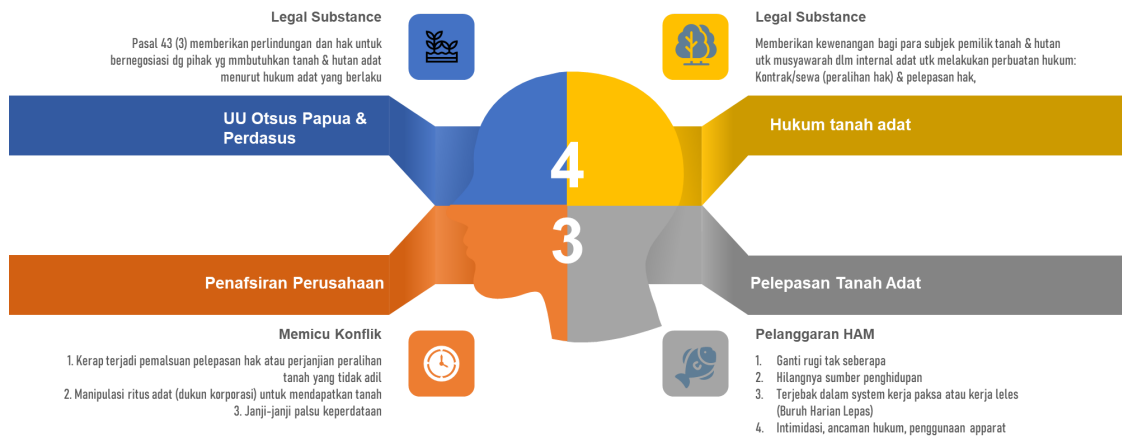 Legal Substance
Pasal 43 (3) memberikan perlindungan dan hak untuk
bernegosiasi dg pihak yg mmbutuhkan tanah & hutan adat
menurut hukum adat yang berlaku
UU Otsus Papua &
Perdasus
Legal Substance
Memberikan kewenangan bagi para subjek pemilik tanah & hutan
utk musyawarah dlm internal adat utk melakukan perbuatan hukum:
Kontrak/sewa (peralihan hak) & pelepasan hak,
Hukum tanah adat
4
3
Penafsiran Perusahaan
Memicu Konflik
1. Kerap terjadi pemalsuan pelepasan hak atau perjanjian peralihan
tanah yang tidak adil
2. Manipulasi ritus adat (dukun korporasi) untuk mendapatkan tanah
3. Janji-janji palsu keperdataan
Pelepasan Tanah Adat
Pelanggaran HAM
1. Ganti rugi tak seberapa
2. Hilangnya sumber penghidupan
3. Terjebak dalam system kerja paksa atau kerja leles
(Buruh Harian Lepas)
4. Intimidasi, ancaman hukum, penggunaan apparat